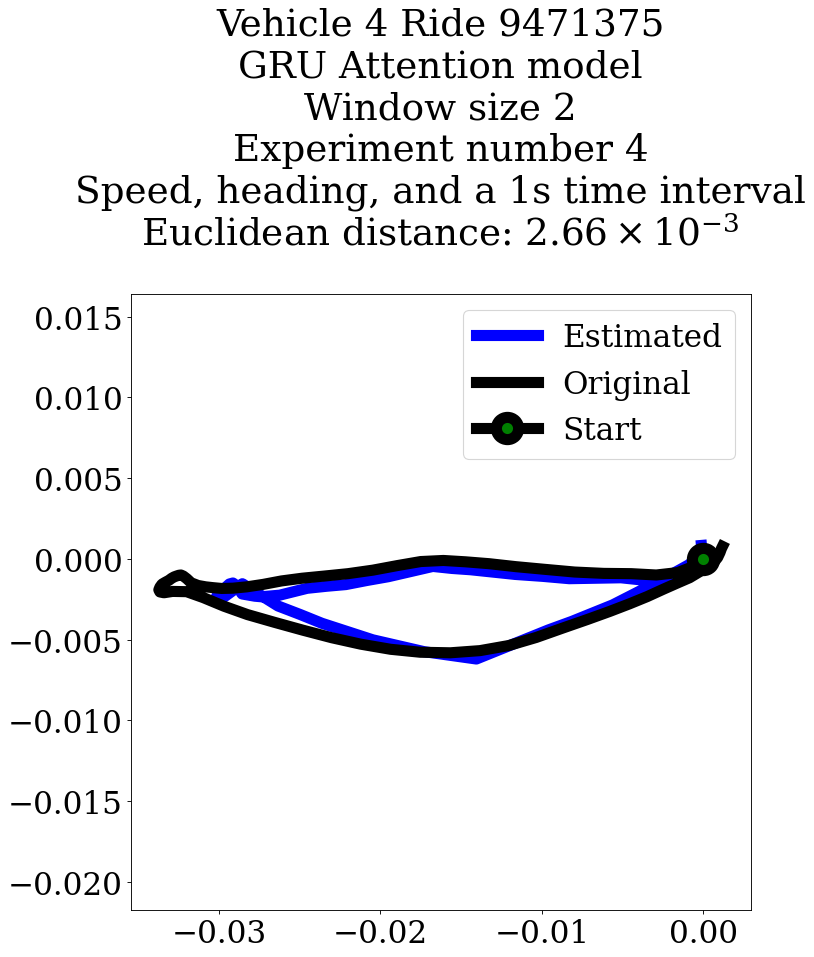 Vehicle 4 Ride 9471375
GRU Attention model
Window size 2
Experiment number 4
Speed, heading, and a 1s time interval
Euclidean distance: 2.66 × 10⁻³
Estimated
Original
Start
0.015
0.010
0.005
0.000
−0.005
−0.010
−0.015
−0.020
−0.03
−0.02
−0.01
0.00